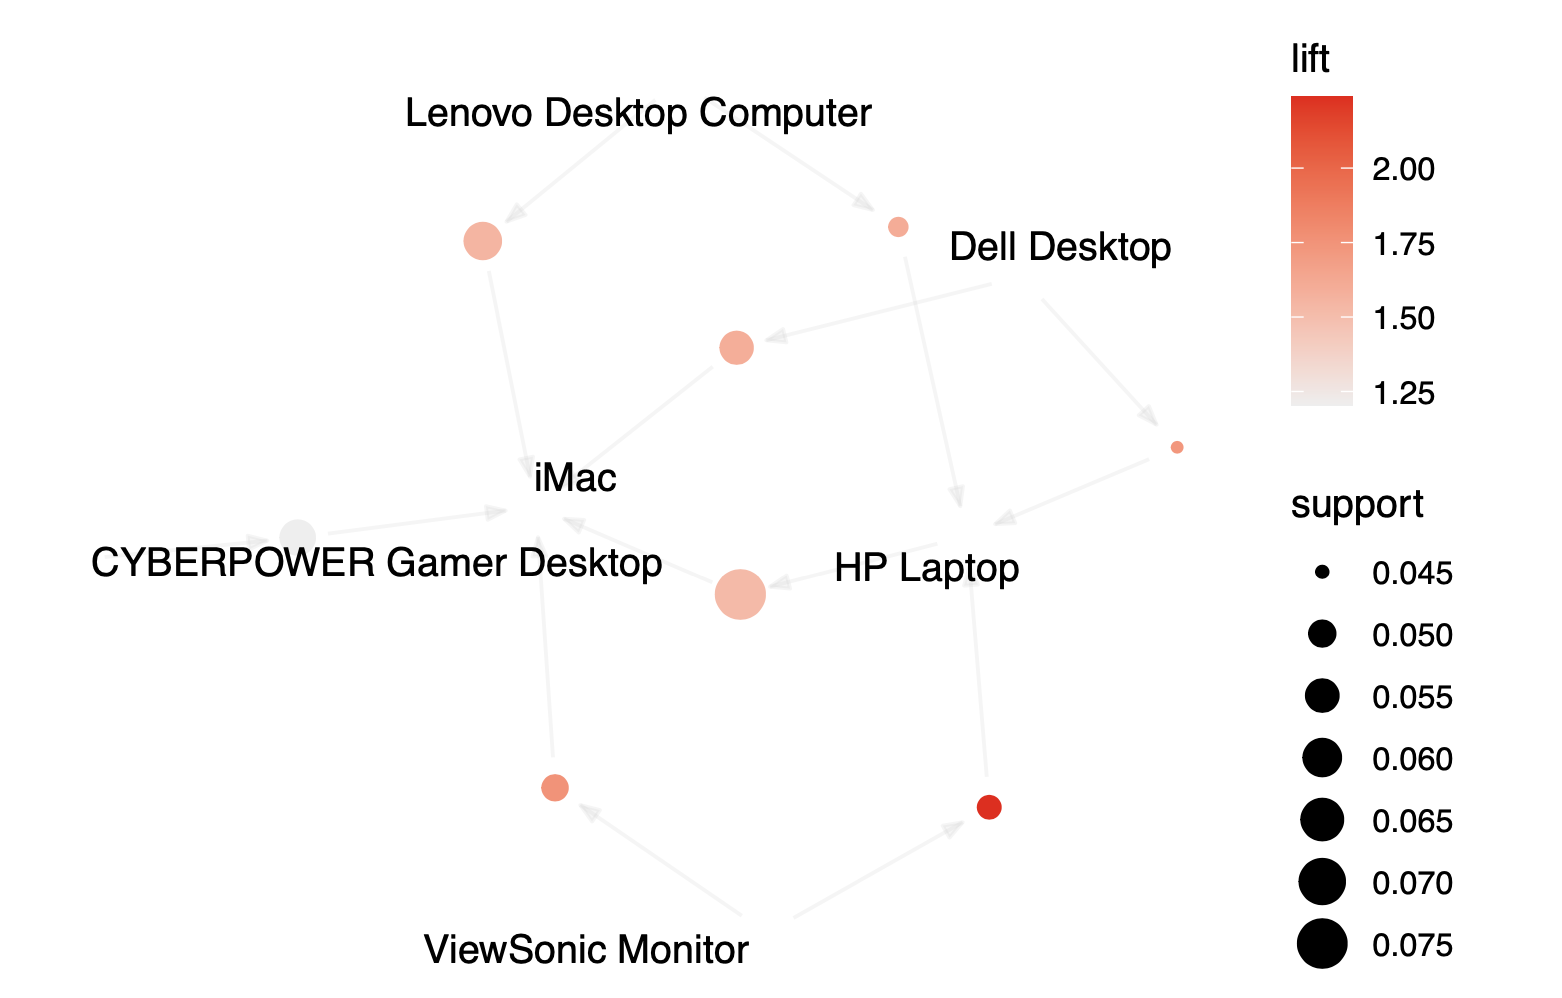 lift
Lenovo Desktop Computer
2.00
Dell Desktop
1.75
1.50
1.25
iMac
support
CYBERPOWER Gamer Desktop
HP Laptop
0.045
0.050
0.055
0.060
0.065
0.070
ViewSonic Monitor
0.075